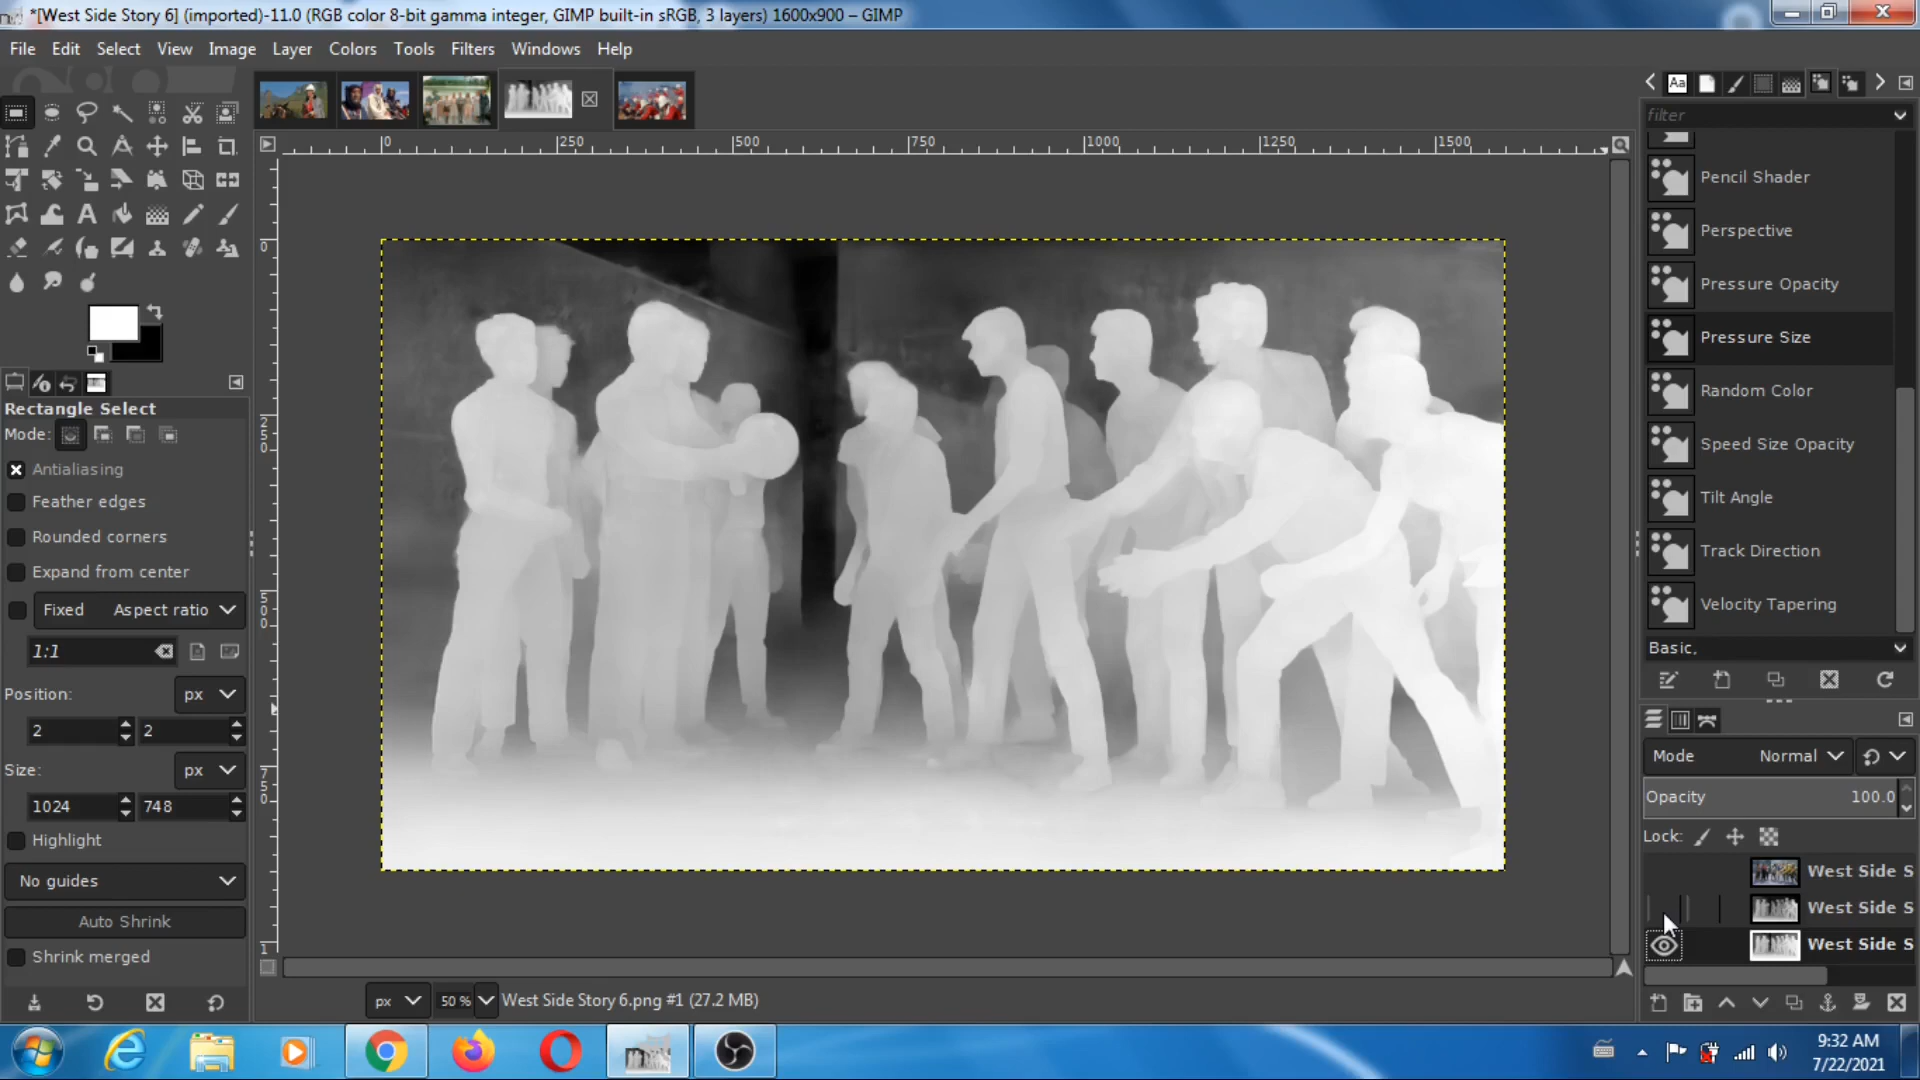 *[West Side Story 6] (imported)-11.0 (RGB color 8-bit gamma integer, GIMP built-in sRGB, 3 layers) 1600x900 – GIMP
File Edit Select View Image Layer Colors Tools Filters Windows Help
filter
0 250 500 750 1000 1250 1500
Pencil Shader
Perspective
Pressure Opacity
Pressure Size
Random Color
Speed Size Opacity
Tilt Angle
Track Direction
Velocity Tapering
Basic,
Rectangle Select
Mode:
Antialiasing
Feather edges
Rounded corners
Expand from center
Fixed Aspect ratio
1:1
Position: px
2 2
Size: px
1024 748
Highlight
No guides
Auto Shrink
Shrink merged
0
250
500
750
1
Mode Normal
Opacity 100.0
Lock:
West Side S
West Side S
West Side S
px 50 % West Side Story 6.png #1 (27.2 MB)
9:32 AM
7/22/2021